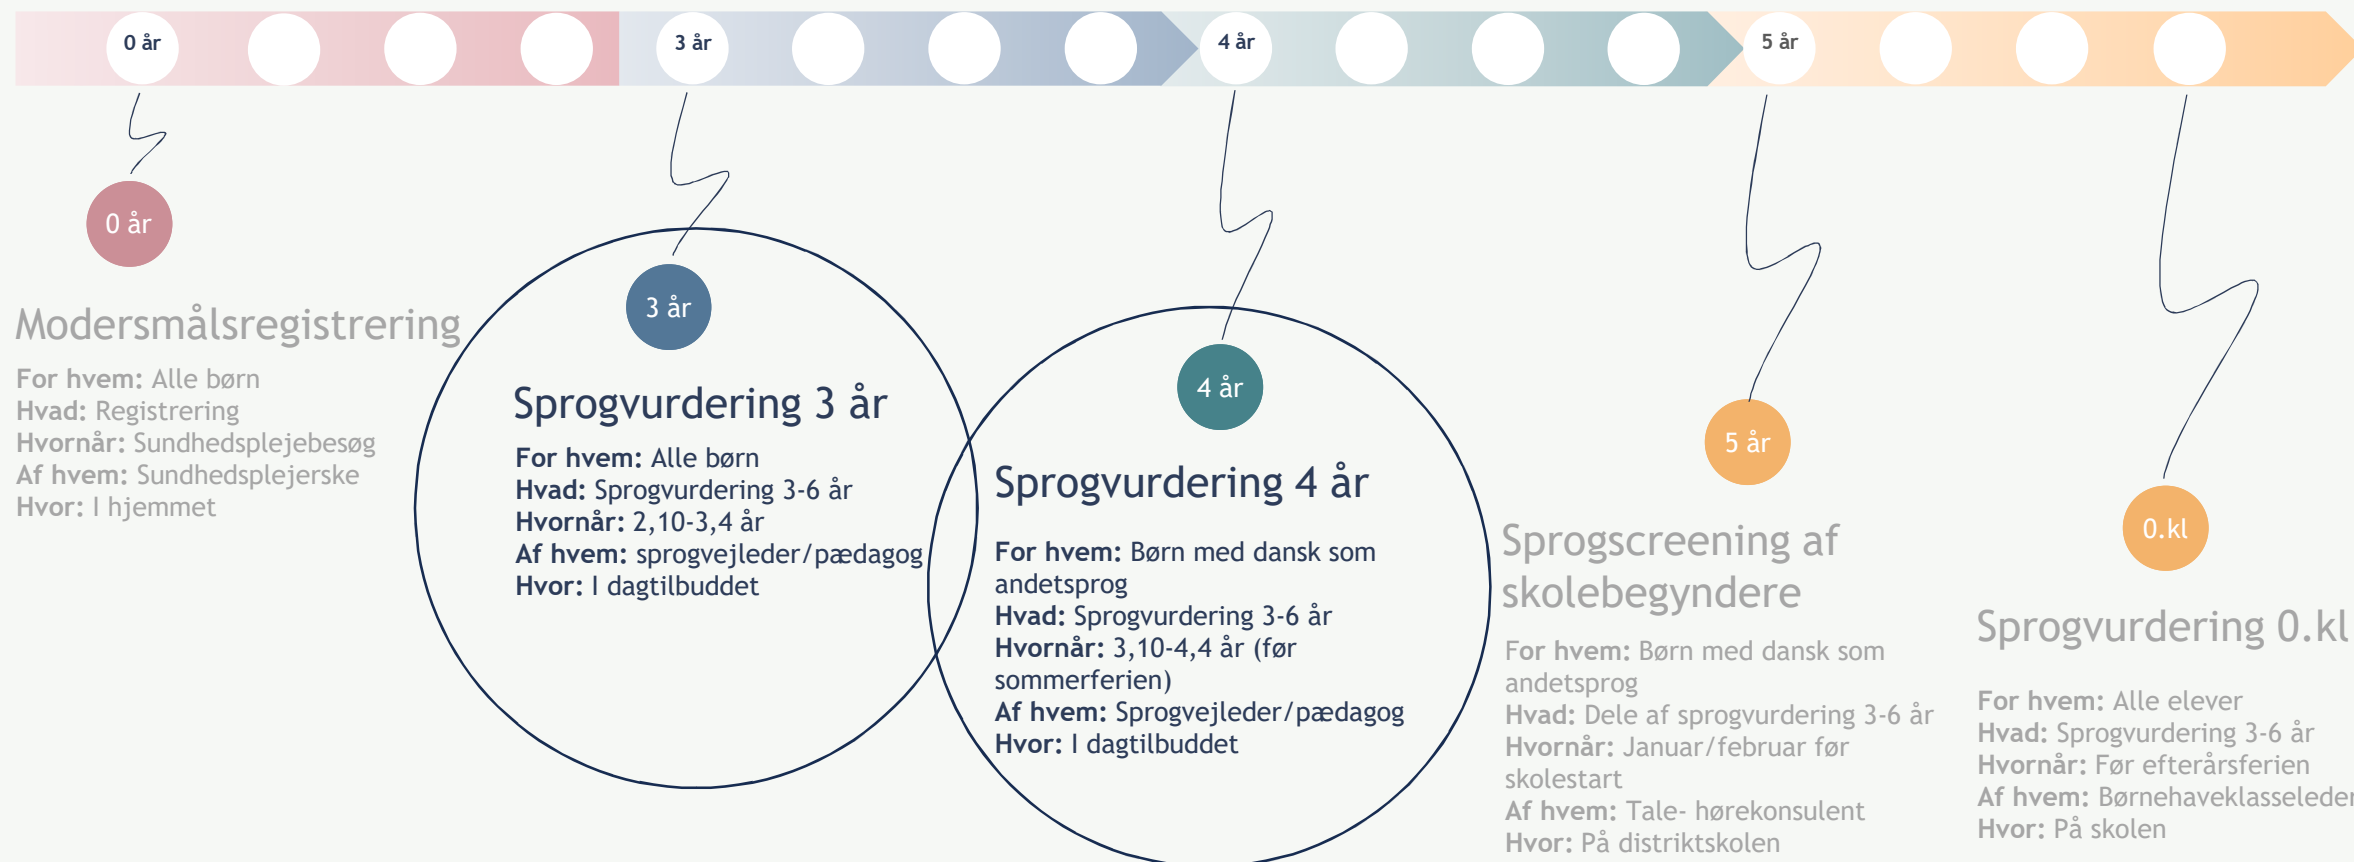 0 år
3 år
4 år
5 år
0 år
Modersmålsregistrering
For hvem: Alle børn
Hvad: Registrering
Hvornår: Sundhedsplejebesøg
Af hvem: Sundhedsplejerske
Hvor: I hjemmet
3 år
Sprogvurdering 3 år
For hvem: Alle børn
Hvad: Sprogvurdering 3-6 år
Hvornår: 2,10-3,4 år
Af hvem: sprogvejleder/pædagog
Hvor: I dagtilbuddet
4 år
Sprogvurdering 4 år
For hvem: Børn med dansk som
andetsprog
Hvad: Sprogvurdering 3-6 år
Hvornår: 3,10-4,4 år (før
sommerferien)
Af hvem: Sprogvejleder/pædagog
Hvor: I dagtilbuddet
5 år
Sprogscreening af
skolebegyndere
For hvem: Børn med dansk som
andetsprog
Hvad: Dele af sprogvurdering 3-6 år
Hvornår: Januar/februar før
skolestart
Af hvem: Tale- hørekonsulent
Hvor: På distriktskolen
0.kl
Sprogvurdering 0.kl
For hvem: Alle elever
Hvad: Sprogvurdering 3-6 år
Hvornår: Før efterårsferien
Af hvem: Børnehaveklasseleder
Hvor: På skolen